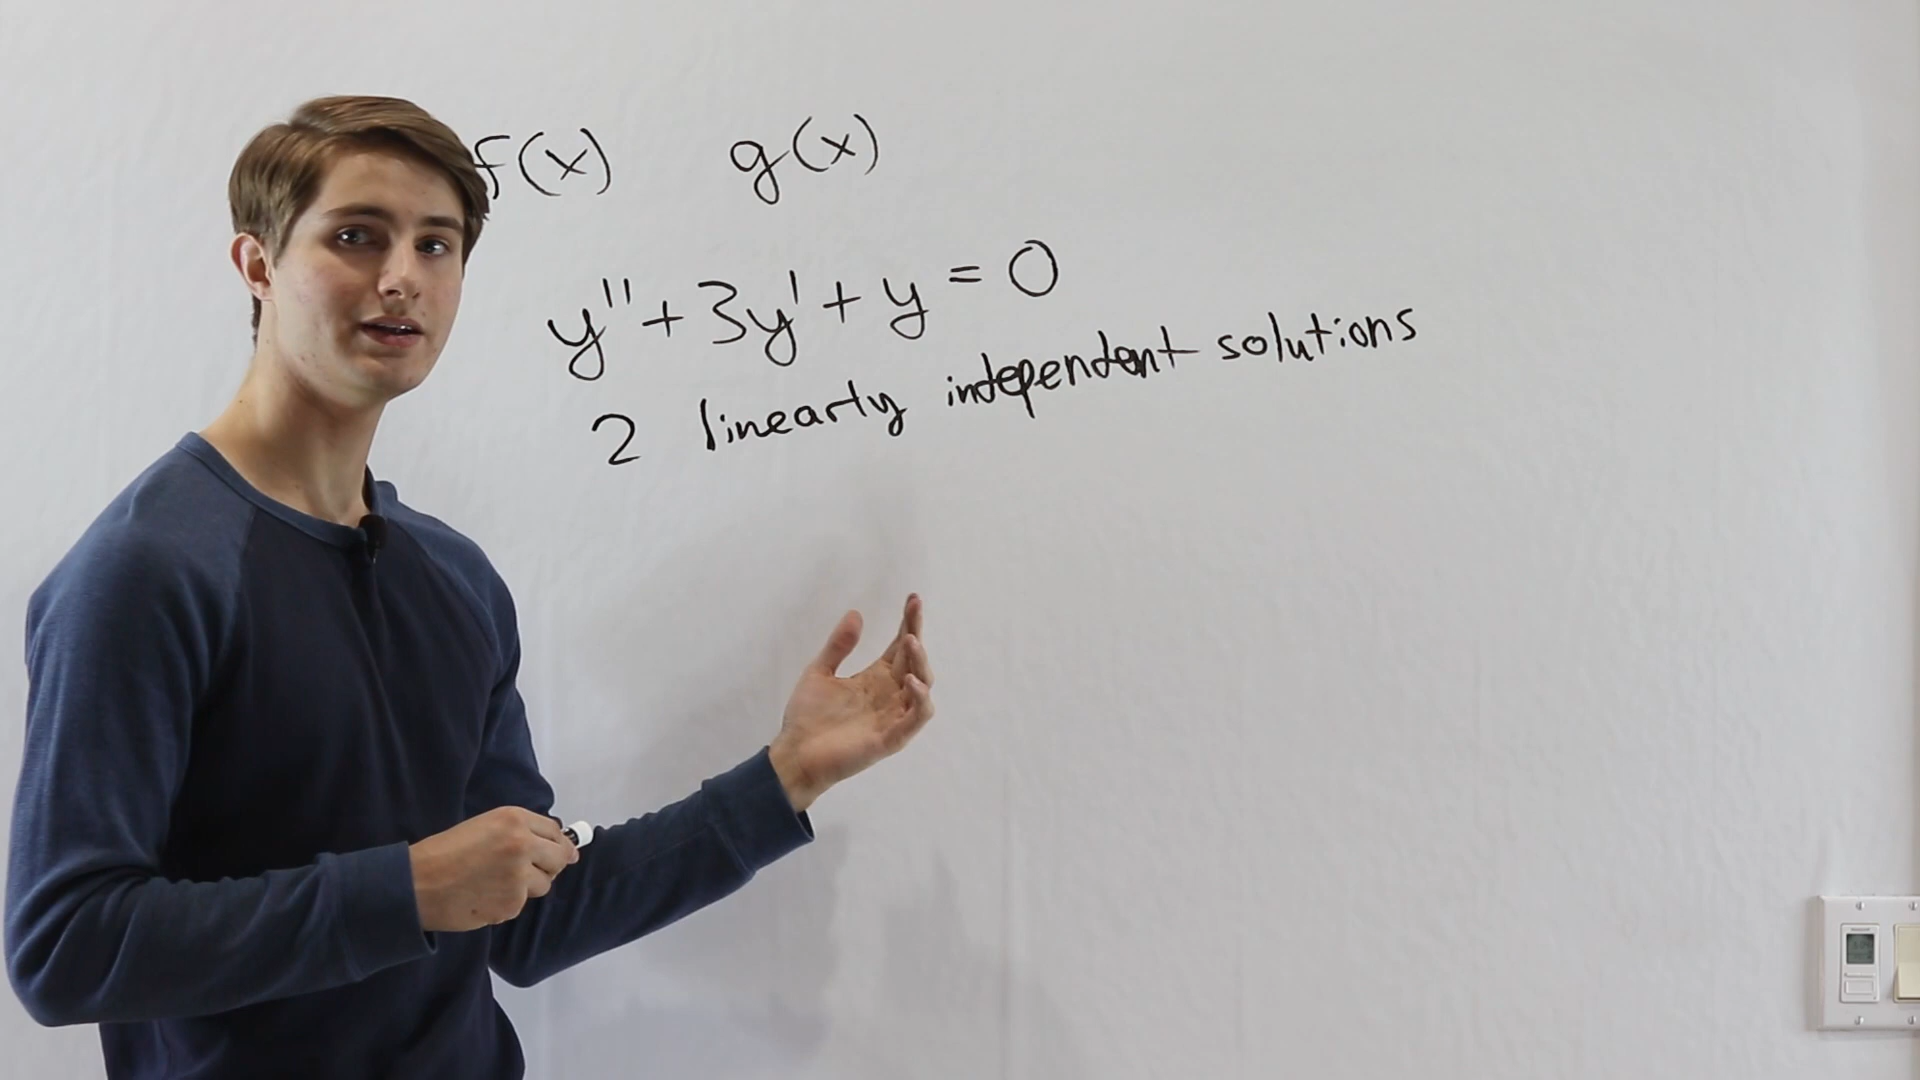 f(x) g(x)
y'' + 3y' + y = 0
2 linearly independent solutions